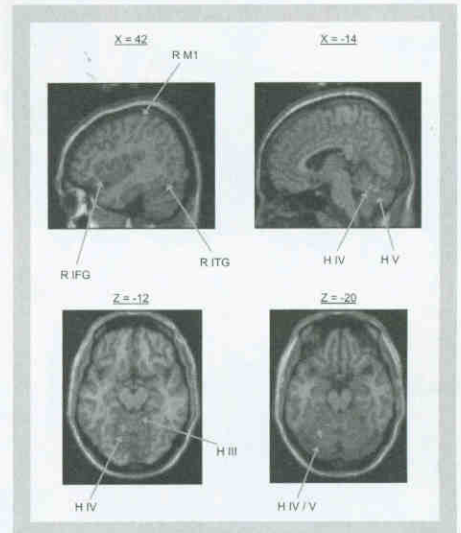 X = 42
X = -14
R M1
R IFG
R ITG
H IV
H V
Z = -12
Z = -20
H III
H IV
H IV / V